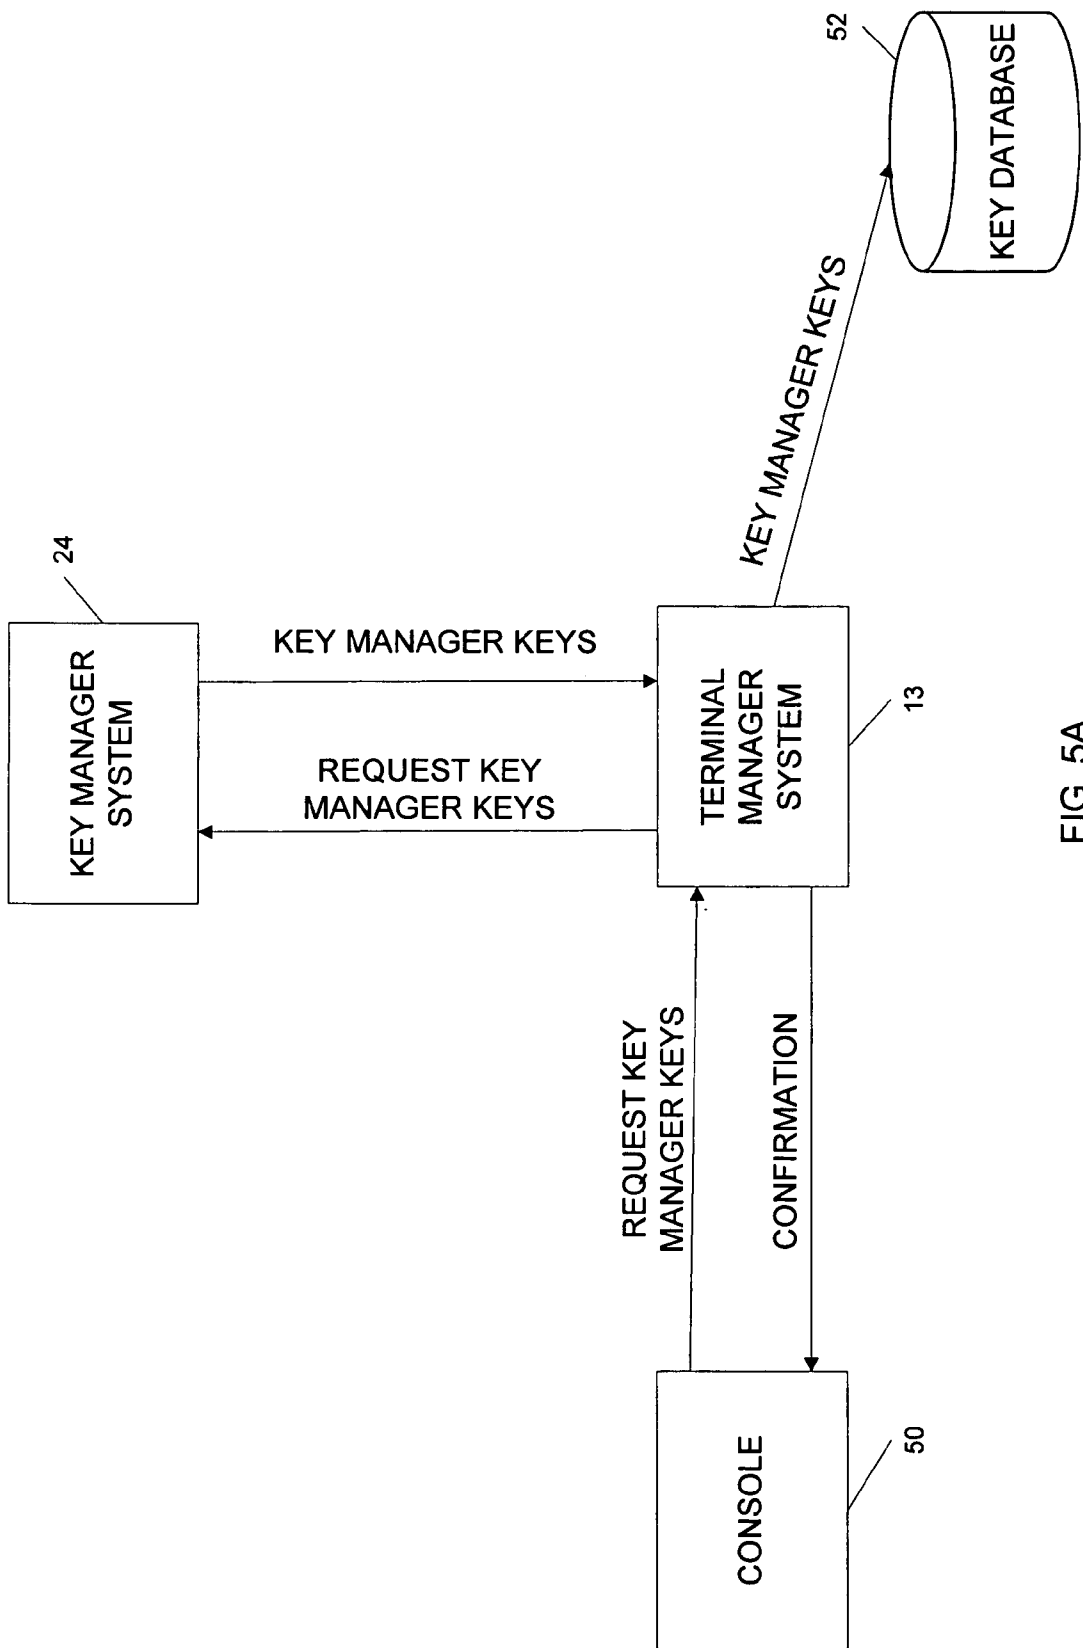 24
KEY MANAGER
SYSTEM
KEY MANAGER KEYS
REQUEST KEY
MANAGER KEYS
TERMINAL
MANAGER
SYSTEM
13
REQUEST KEY
MANAGER KEYS
CONFIRMATION
CONSOLE
50
KEY MANAGER KEYS
52
KEY DATABASE
FIG. 5A